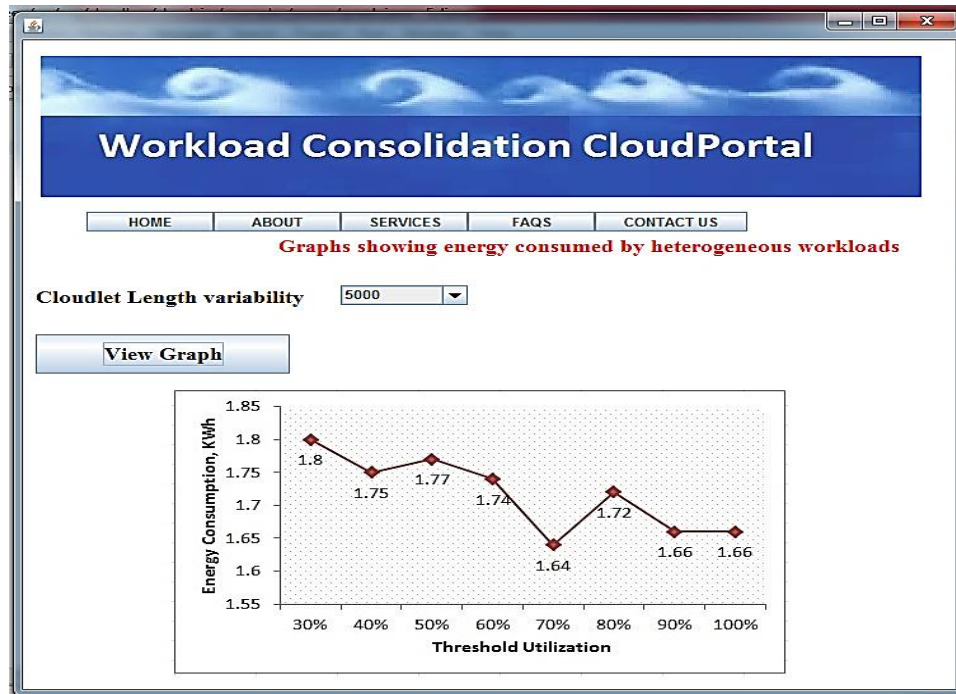 Workload Consolidation CloudPortal
HOME ABOUT SERVICES FAQS CONTACT US
Graphs showing energy consumed by heterogeneous workloads
Cloudlet Length variability 5000
View Graph
Energy Consumption, KWh
1.85
1.8
1.75
1.7
1.65
1.6
1.55
1.8
1.75
1.77
1.74
1.64
1.72
1.66
1.66
30% 40% 50% 60% 70% 80% 90% 100%
Threshold Utilization